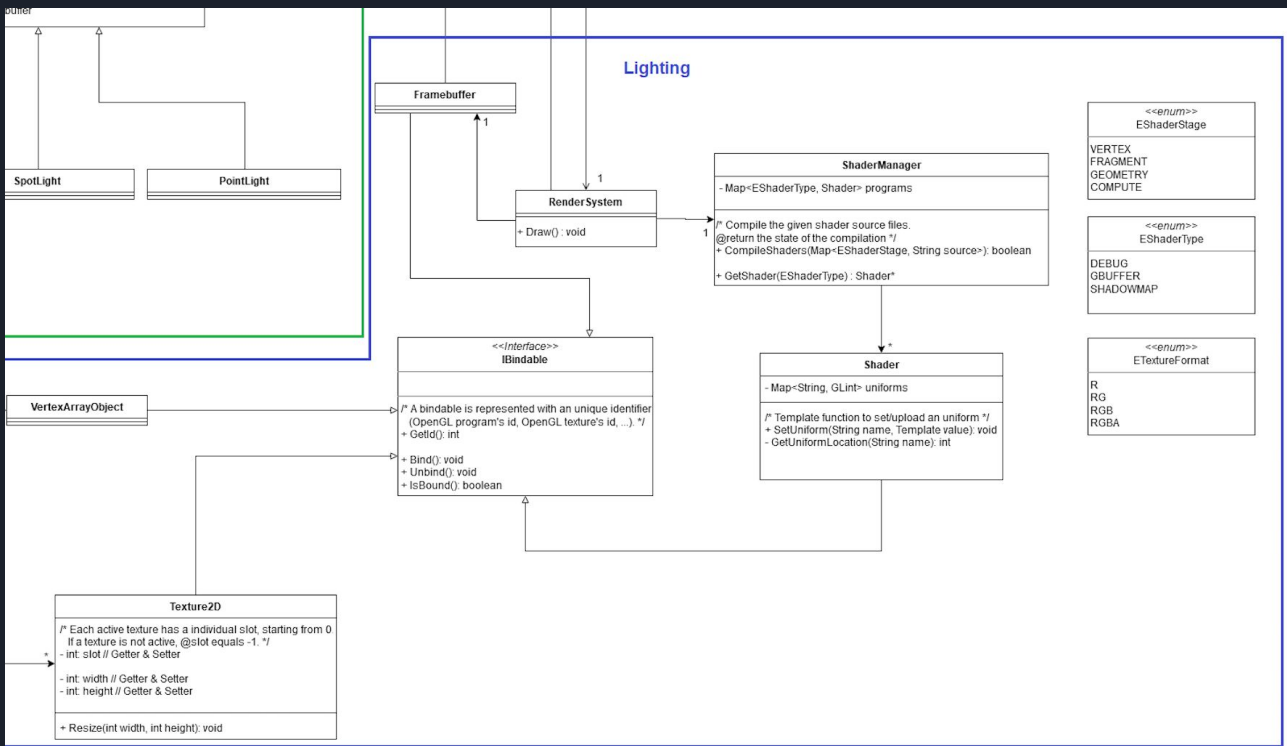 buffer
Lighting
Framebuffer
1
<<enum>>
EShaderStage
VERTEX
FRAGMENT
GEOMETRY
COMPUTE
SpotLight
PointLight
1
RenderSystem
+ Draw() : void
1
ShaderManager
- Map<EShaderType, Shader> programs
/* Compile the given shader source files.
@return the state of the compilation */
+ CompileShaders(Map<EShaderStage, String source>): boolean
+ GetShader(EShaderType) : Shader*
<<enum>>
EShaderType
DEBUG
GBUFFER
SHADOWMAP
<<Interface>>
IBindable
/* A bindable is represented with an unique identifier
(OpenGL program's id, OpenGL texture's id, ...). */
+ GetId(): int
+ Bind(): void
+ Unbind(): void
+ IsBound(): boolean
*
Shader
- Map<String, GLint> uniforms
/* Template function to set/upload an uniform */
+ SetUniform(String name, Template value): void
- GetUniformLocation(String name): int
<<enum>>
ETextureFormat
R
RG
RGB
RGBA
VertexArrayObject
Texture2D
/* Each active texture has a individual slot, starting from 0.
If a texture is not active, @slot equals -1. */
- int: slot // Getter & Setter
*
- int: width // Getter & Setter
- int: height // Getter & Setter
+ Resize(int width, int height): void